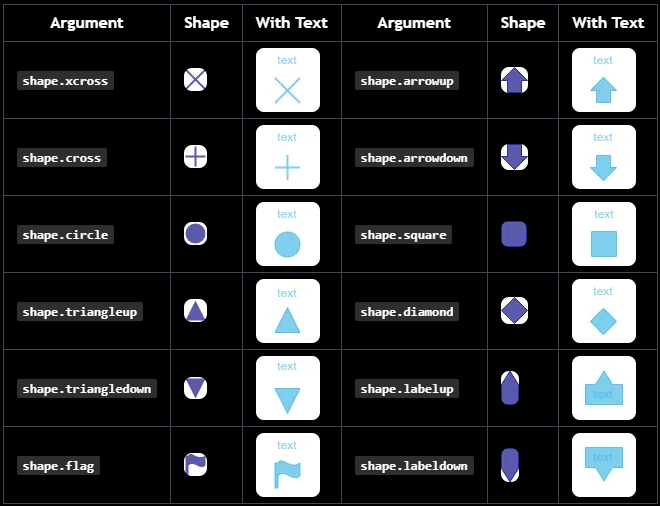 Argument Shape With Text Argument Shape With Text
text text
shape.xcross shape.arrowup
text text
shape.cross shape.arrowdown
text text
shape.circle shape.square
text text
shape.triangleup shape.diamond
text
shape.triangledown shape.labelup
text
text
shape.flag text shape.labeldown text